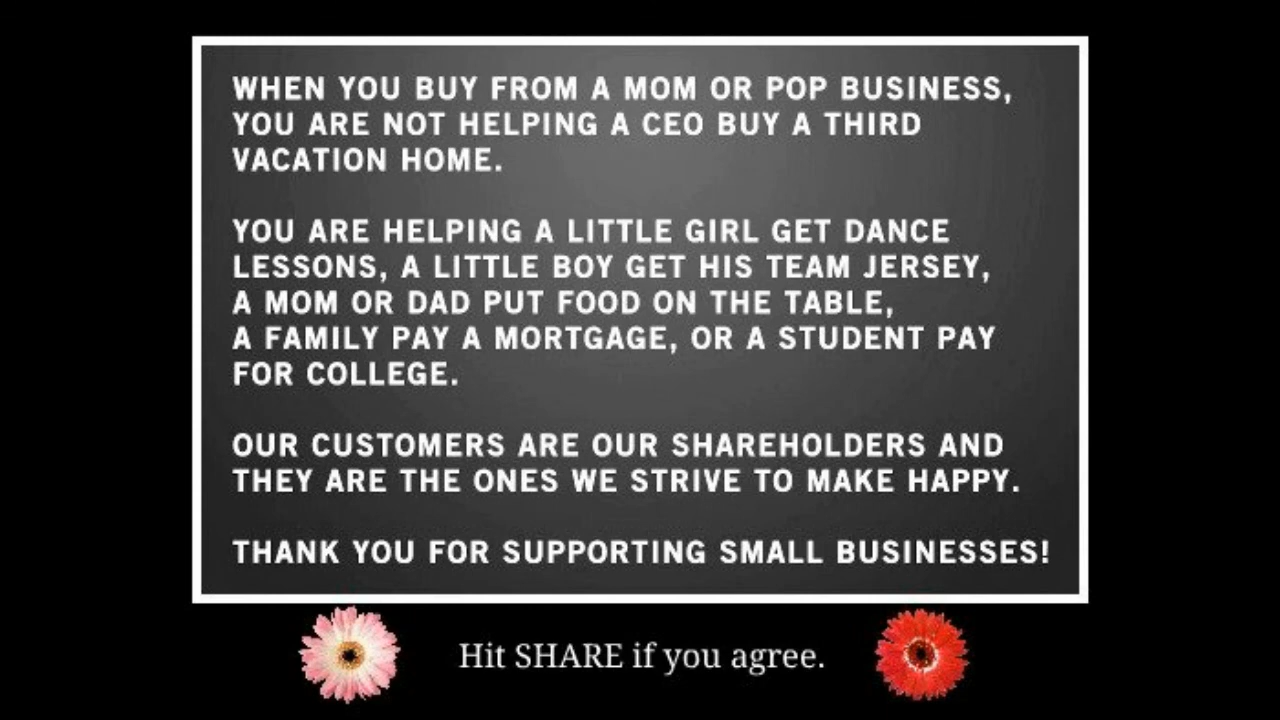 WHEN YOU BUY FROM A MOM OR POP BUSINESS,
YOU ARE NOT HELPING A CEO BUY A THIRD
VACATION HOME.
YOU ARE HELPING A LITTLE GIRL GET DANCE
LESSONS, A LITTLE BOY GET HIS TEAM JERSEY,
A MOM OR DAD PUT FOOD ON THE TABLE,
A FAMILY PAY A MORTGAGE, OR A STUDENT PAY
FOR COLLEGE.
OUR CUSTOMERS ARE OUR SHAREHOLDERS AND
THEY ARE THE ONES WE STRIVE TO MAKE HAPPY.
THANK YOU FOR SUPPORTING SMALL BUSINESSES!
Hit SHARE if you agree.